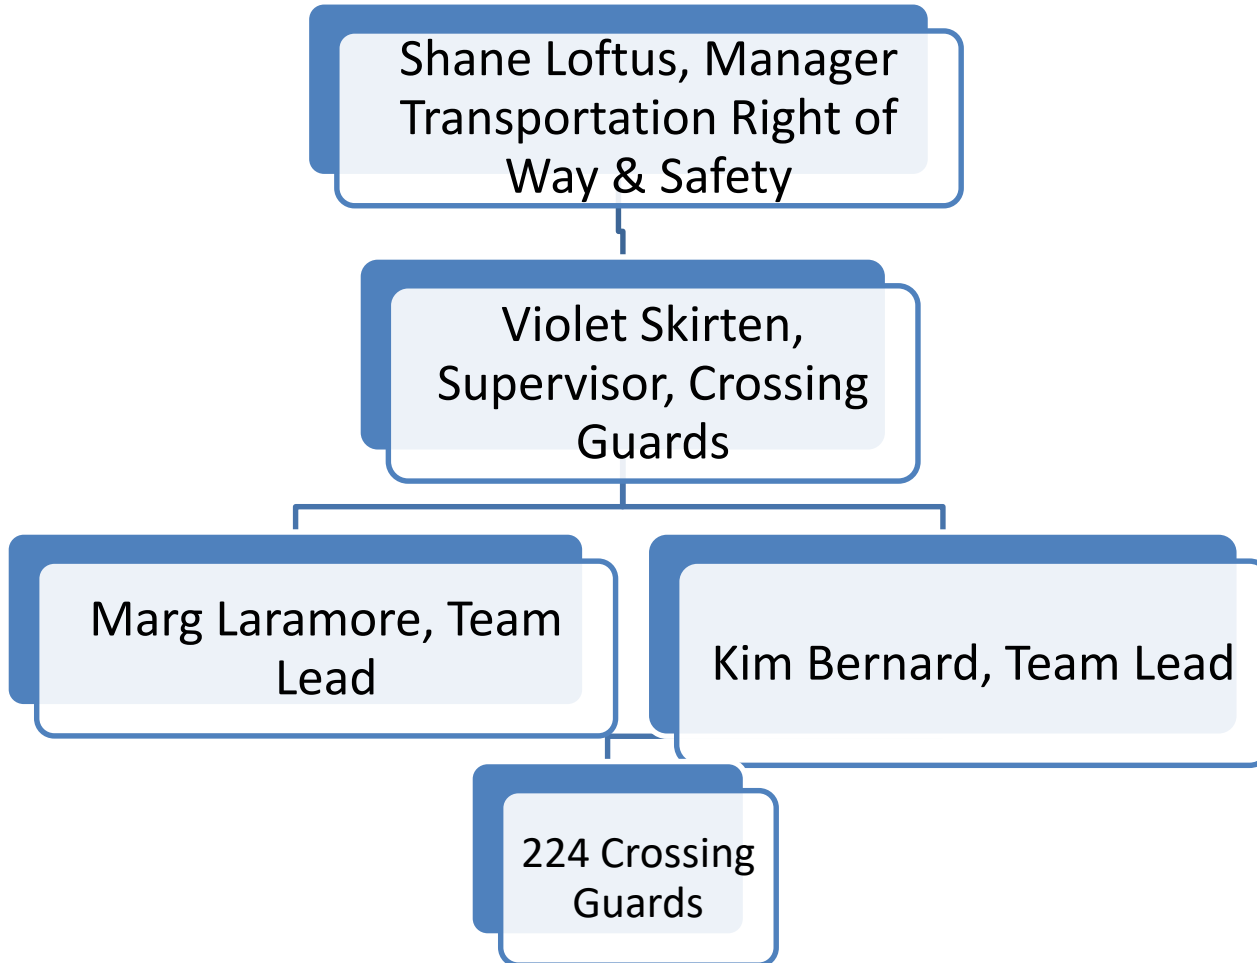 Shane Loftus, Manager
Transportation Right of
Way & Safety
Violet Skirten,
Supervisor, Crossing
Guards
Marg Laramore, Team
Lead
Kim Bernard, Team Lead
224 Crossing
Guards